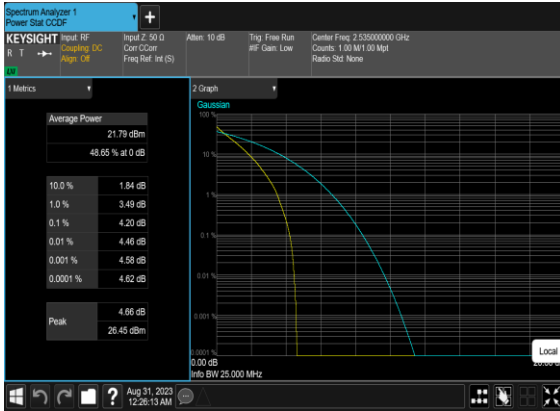 Spectrum Analyzer 1
Power Stat CCDF
+
KEYSIGHT
R T
LXI
Input: RF
Coupling: DC
Align: Off
Input Z: 50 Ω
Corr CCorr
Freq Ref: Int (S)
Atten: 10 dB
Trig: Free Run
#IF Gain: Low
Center Freq: 2.535000000 GHz
Counts: 1.00 M/1.00 Mpt
Radio Std: None
1 Metrics
Average Power
21.79 dBm
48.65 % at 0 dB
10.0 % 1.84 dB
1.0 % 3.49 dB
0.1 % 4.20 dB
0.01 % 4.46 dB
0.001 % 4.58 dB
0.0001 % 4.62 dB
Peak
4.66 dB
26.45 dBm
2 Graph
Gaussian
100 %
10 %
1 %
0.1 %
0.01 %
0.001 %
0.0001 %
0.00 dB
Info BW 25.000 MHz
Local
?
Aug 31, 2023
12:26:13 AM